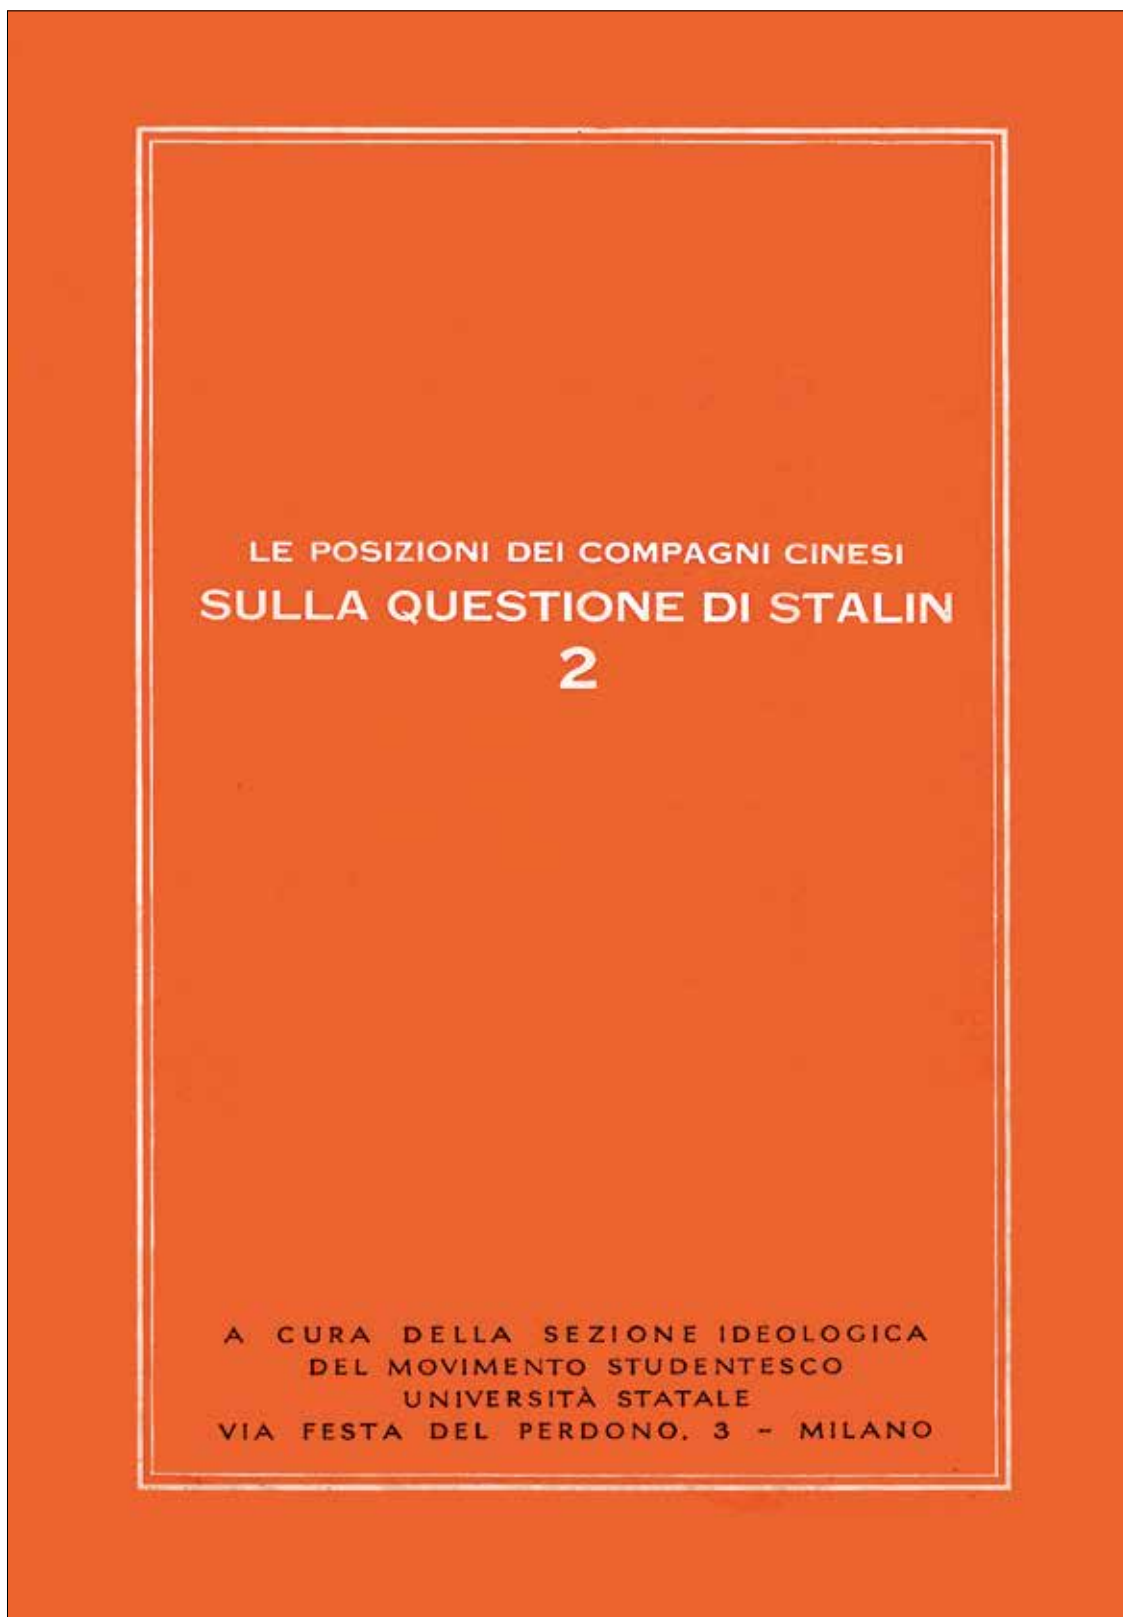 LE POSIZIONI DEI COMPAGNI CINESI
SULLA QUESTIONE DI STALIN
2
A CURA DELLA SEZIONE IDEOLOGICA
DEL MOVIMENTO STUDENTESCO
UNIVERSITÀ STATALE
VIA FESTA DEL PERDONO, 3 - MILANO